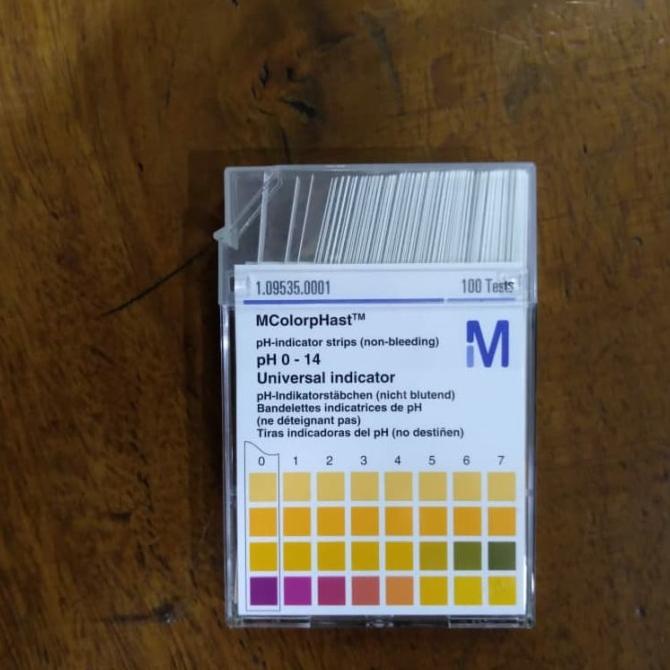 1.09535.0001 100 Tests
MColorpHast™
M
pH-indicator strips (non-bleeding)
pH 0 - 14
Universal indicator
pH-Indikatorstäbchen (nicht blutend)
Bandelettes indicatrices de pH
(ne déteignant pas)
Tiras indicadoras del pH (no destiñen)
0 1 2 3 4 5 6 7